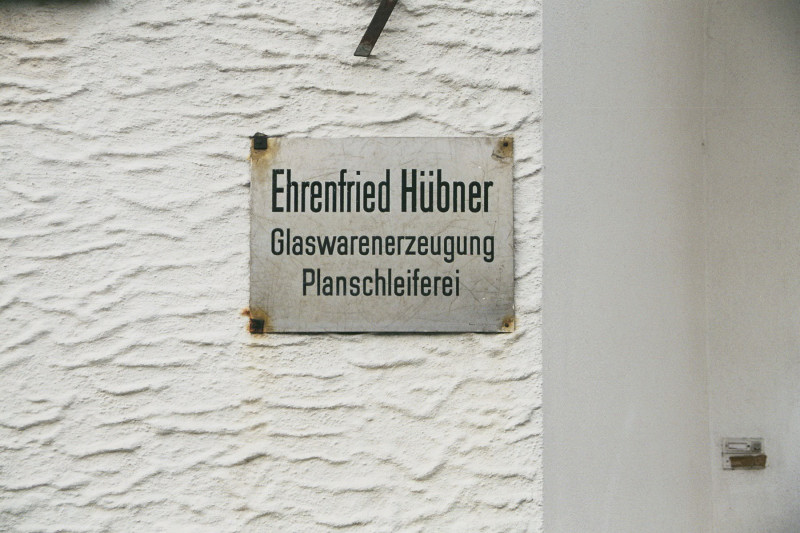 Ehrenfried Hübner
Glaswarenerzeugung
Planschleiferei